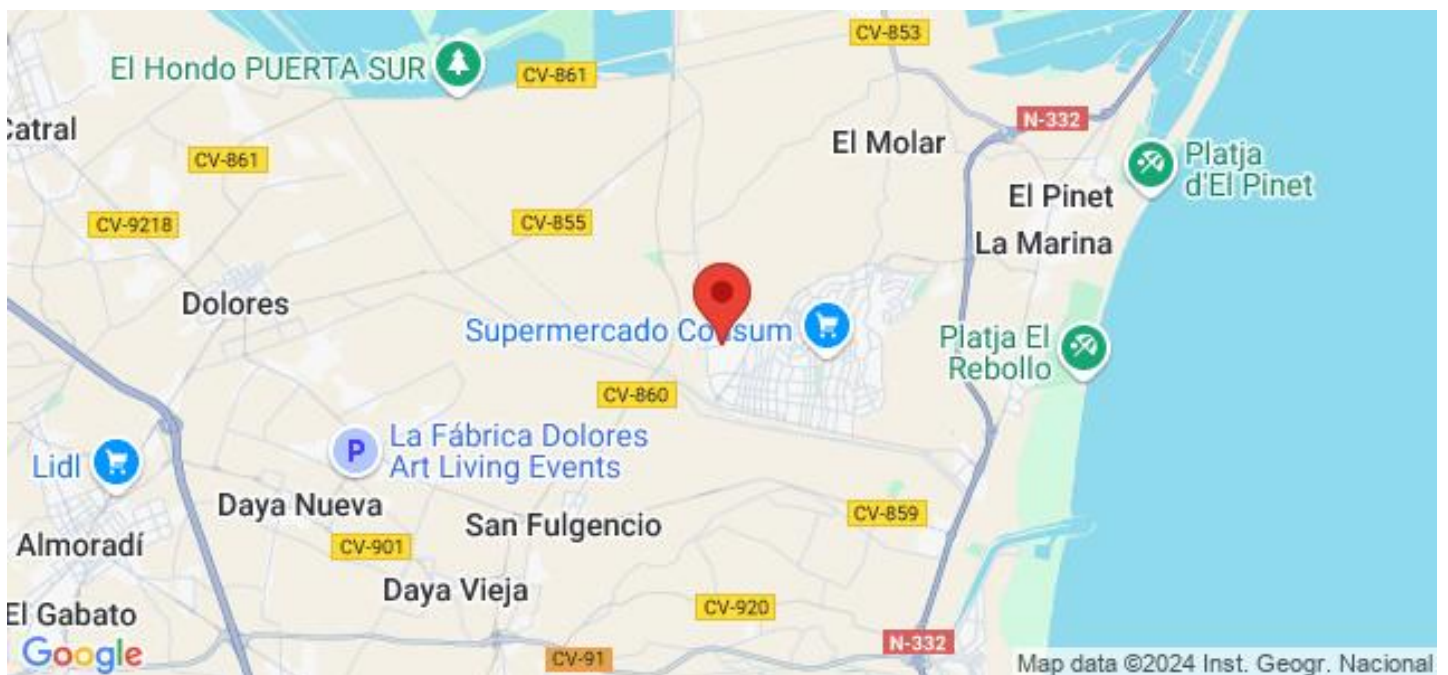 CV-853
El Hondo PUERTA SUR
CV-861
N-332
Catral
El Molar
CV-861
Platja
d'El Pinet
El Pinet
CV-9218
CV-855
La Marina
Dolores
Supermercado Consum
Platja El
Rebollo
CV-860
P
La Fábrica Dolores
Art Living Events
Lidl
Daya Nueva
San Fulgencio
CV-859
Almoradí
CV-901
Daya Vieja
CV-920
El Gabato
N-332
Google
CV-91
Map data ©2024 Inst. Geogr. Nacional